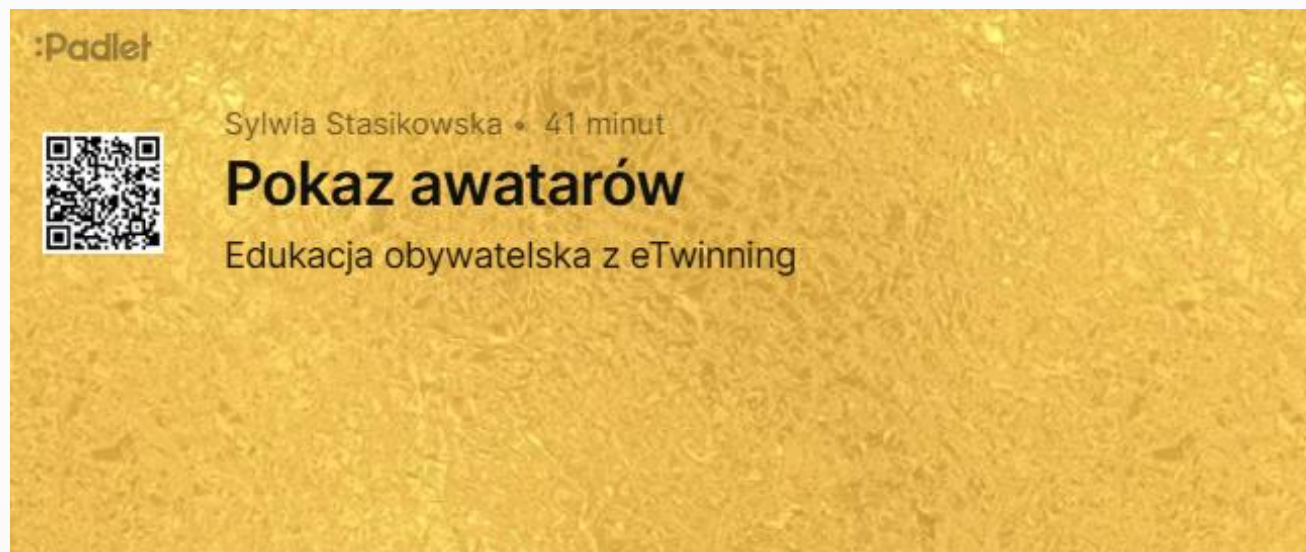 :Padlet
Sylwia Stasikowska • 41 minut
Pokaz awatarów
Edukacja obywatelska z eTwinning